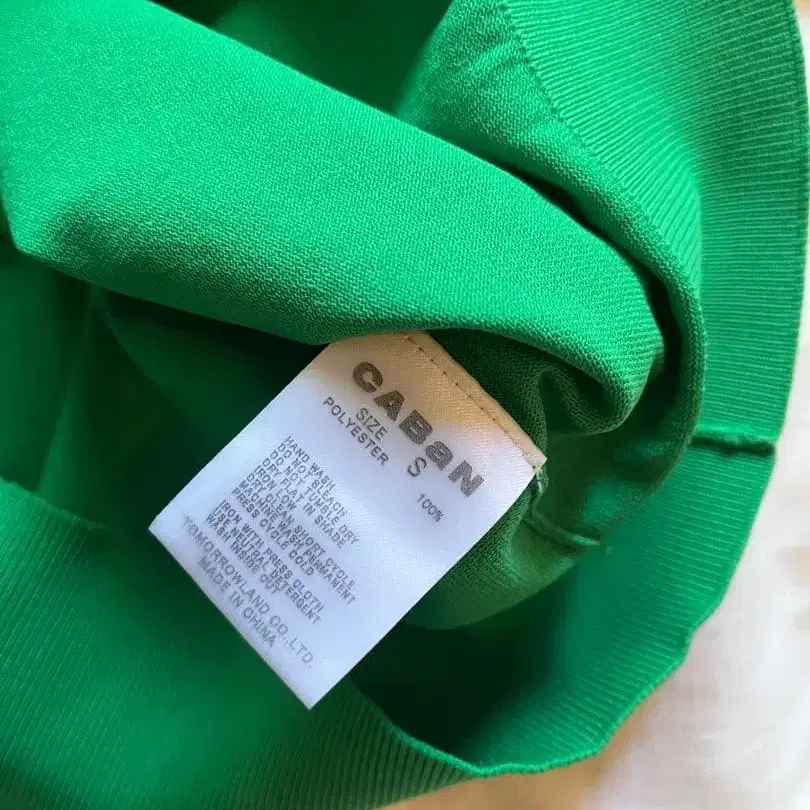 CABaN
SIZE S
POLYESTER 100%
HAND WASH
DO NOT BLEACH
DO NOT TUMBLE DRY
DRY FLAT IN SHADE
IRON LOW
DRY CLEAN, SHORT CYCLE
MACHINE WASH PERMANENT
PRESS CYCLE COLD
IRON WITH PRESS CLOTH
USE NEUTRAL DETERGENT
WASH INSIDE OUT
TOMORROWLAND CO.,LTD.
MADE IN CHINA